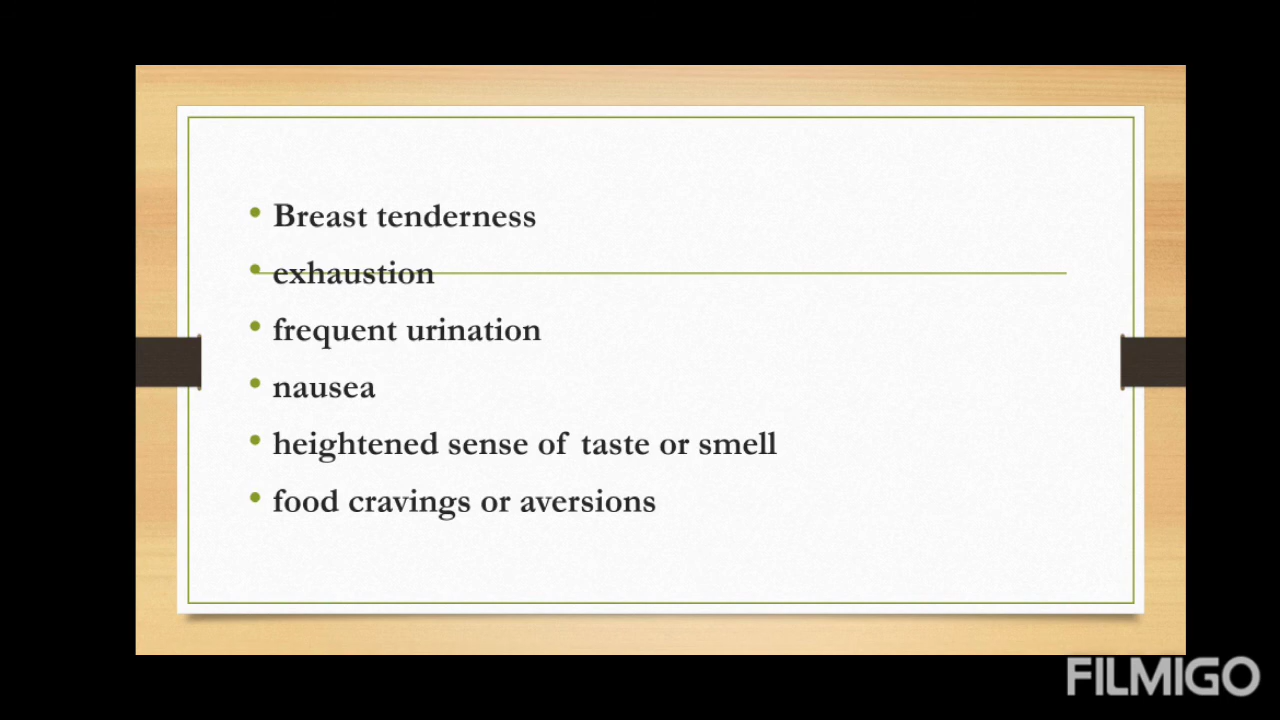 • Breast tenderness
• exhaustion
• frequent urination
• nausea
• heightened sense of taste or smell
• food cravings or aversions
FILMIGO